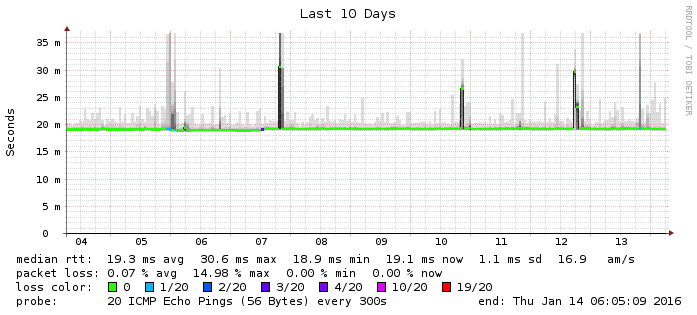 Last 10 Days
RRDTOOL / TOBI OETIKER
Seconds
35 m
30 m
25 m
20 m
15 m
10 m
5 m
0
04 05 06 07 08 09 10 11 12 13
median rtt: 19.3 ms avg 30.6 ms max 18.9 ms min 19.1 ms now 1.1 ms sd 16.9 am/s
packet loss: 0.07 % avg 14.98 % max 0.00 % min 0.00 % now
loss color: 0 1/20 2/20 3/20 4/20 10/20 19/20
probe: 20 ICMP Echo Pings (56 Bytes) every 300s end: Thu Jan 14 06:05:09 2016